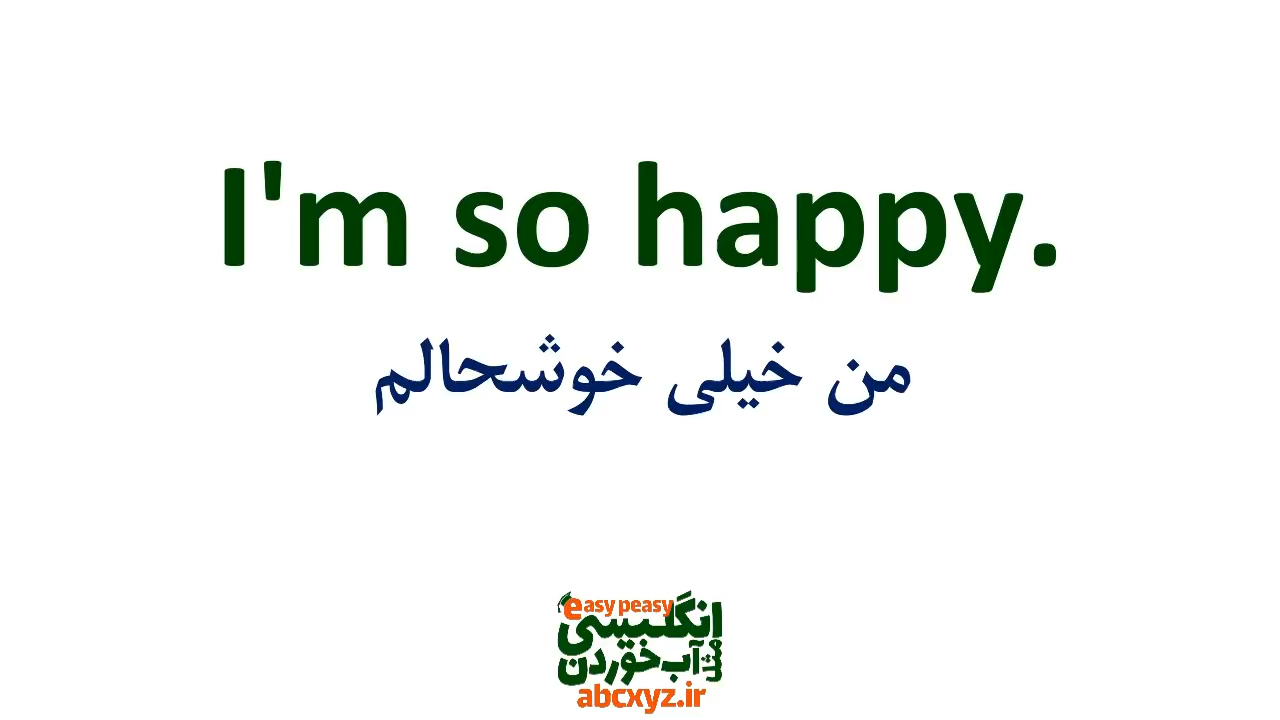 I'm so happy.
من خیلی خوشحالم
easy peasy
انگلیسی
مثل آب خوردن
abcxyz.ir